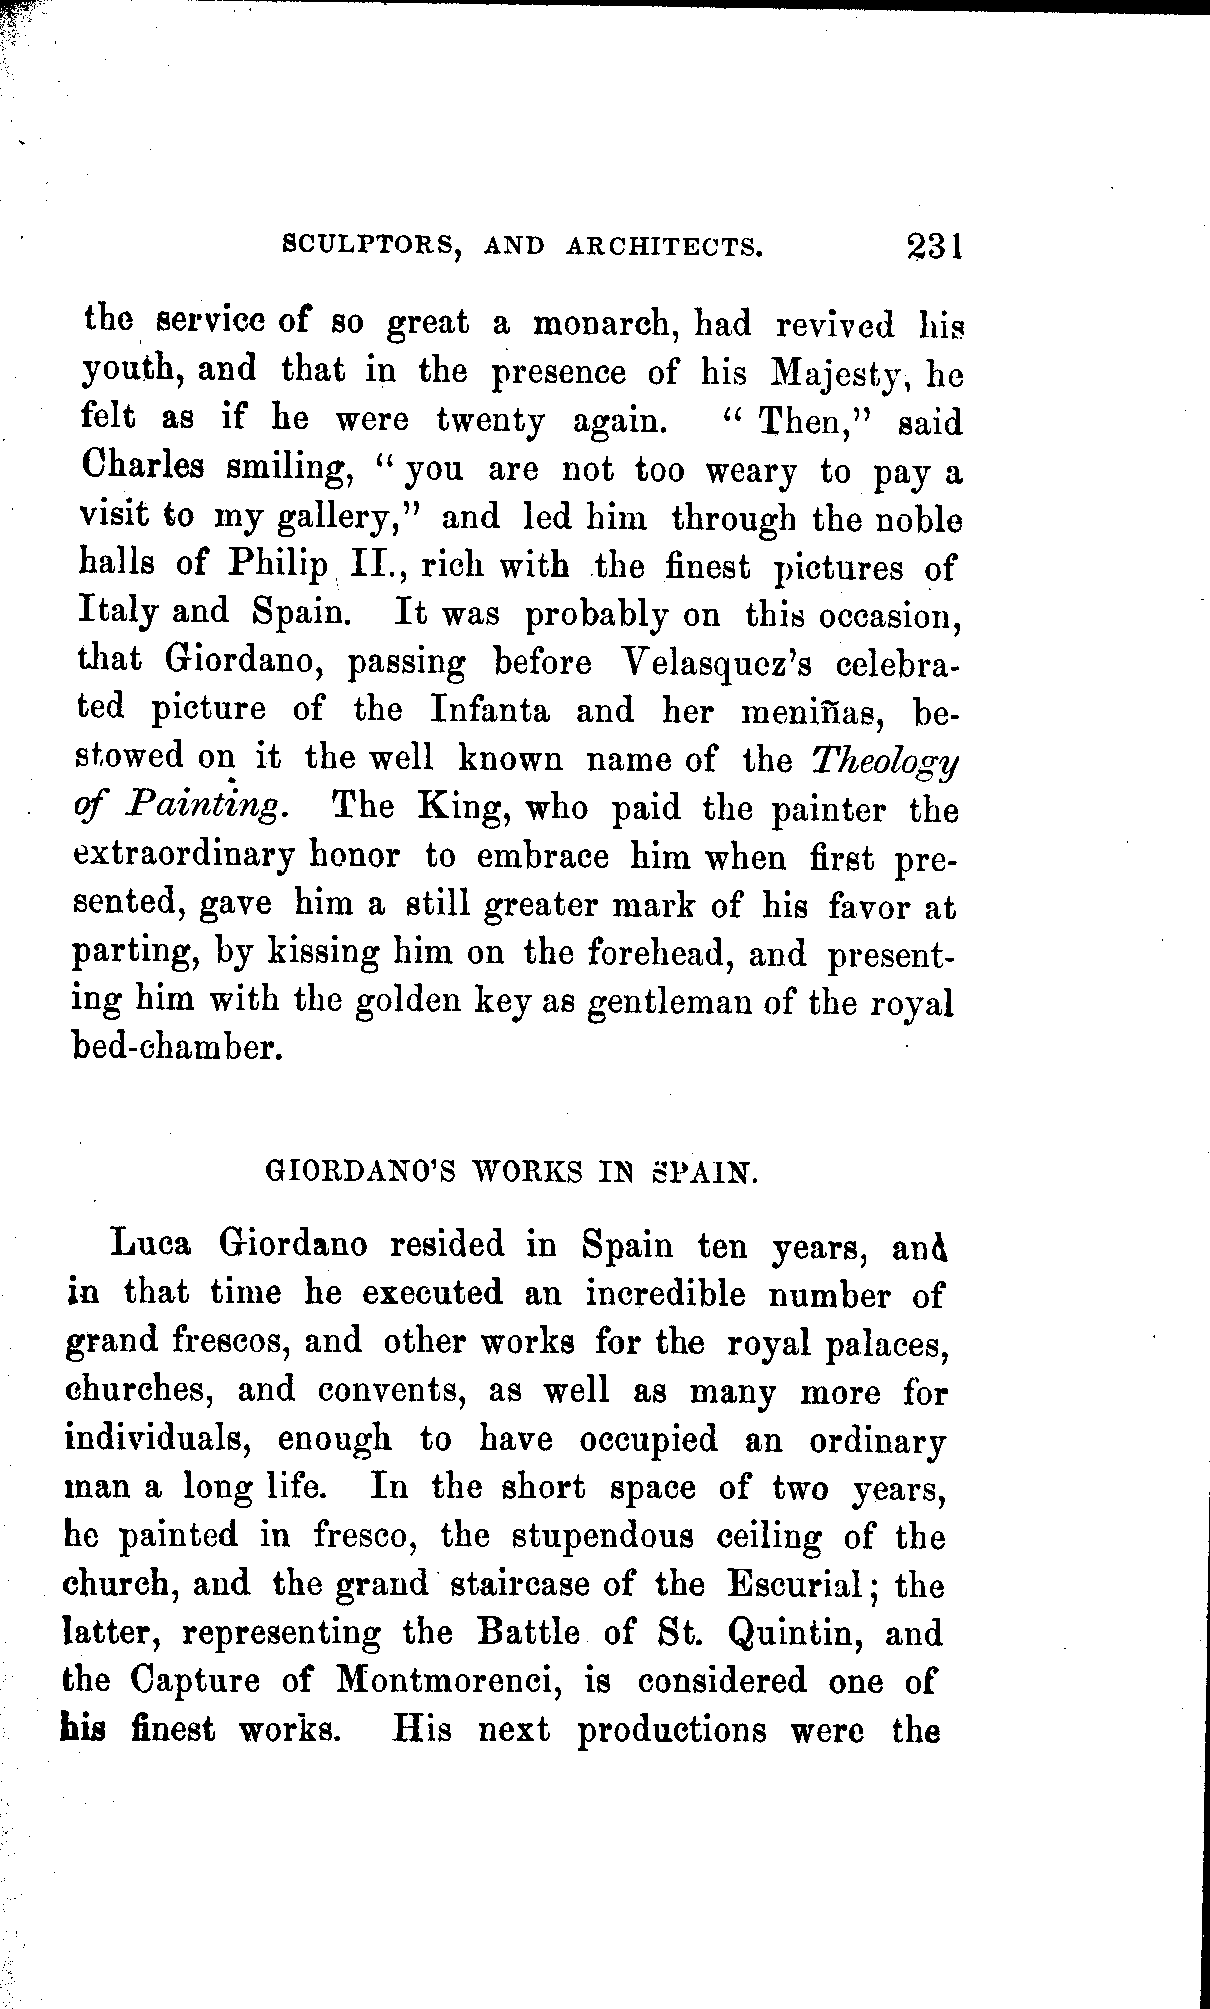 SCULPTORS, AND ARCHITECTS. 231
the service of so great a monarch, had revived his
youth, and that in the presence of his Majesty, he
felt as if he were twenty again. “ Then,” said
Charles smiling, “ you are not too weary to pay a
visit to my gallery,” and led him through the noble
halls of Philip II., rich with the finest pictures of
Italy and Spain. It was probably on this occasion,
that Giordano, passing before Velasquez's celebra-
ted picture of the Infanta and her meniñas, be-
stowed on it the well known name of the Theology
of Painting. The King, who paid the painter the
extraordinary honor to embrace him when first pre-
sented, gave him a still greater mark of his favor at
parting, by kissing him on the forehead, and present-
ing him with the golden key as gentleman of the royal
bed-chamber.
GIORDANO'S WORKS IN SPAIN.
Luca Giordano resided in Spain ten years, and
in that time he executed an incredible number of
grand frescos, and other works for the royal palaces,
churches, and convents, as well as many more for
individuals, enough to have occupied an ordinary
man a long life. In the short space of two years,
he painted in fresco, the stupendous ceiling of the
church, and the grand staircase of the Escurial; the
latter, representing the Battle of St. Quintin, and
the Capture of Montmorenci, is considered one of
his finest works. His next productions were the